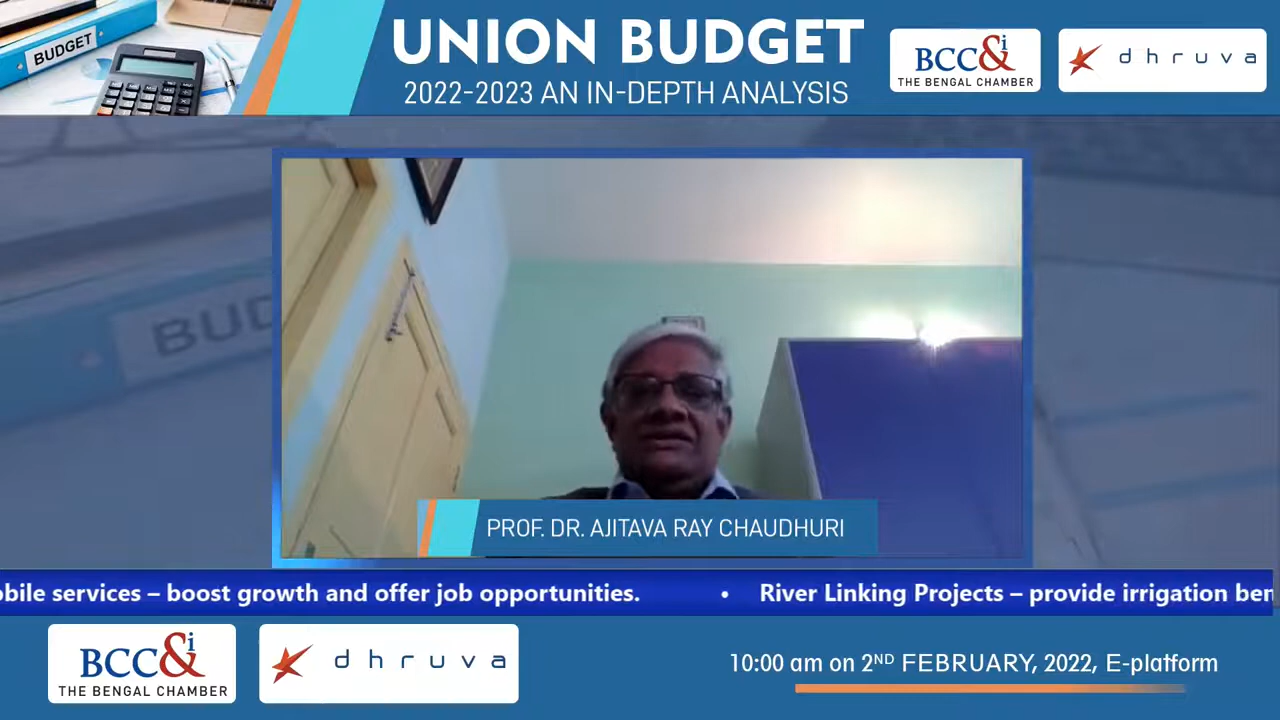 BUDGET
UNION BUDGET
2022-2023 AN IN-DEPTH ANALYSIS
BCC&i
THE BENGAL CHAMBER
dhruva
BUD
PROF. DR. AJITAVA RAY CHAUDHURI
obile services – boost growth and offer job opportunities. • River Linking Projects – provide irrigation ben
BCC&i
THE BENGAL CHAMBER
dhruva
10:00 am on 2ND FEBRUARY, 2022, E-platform